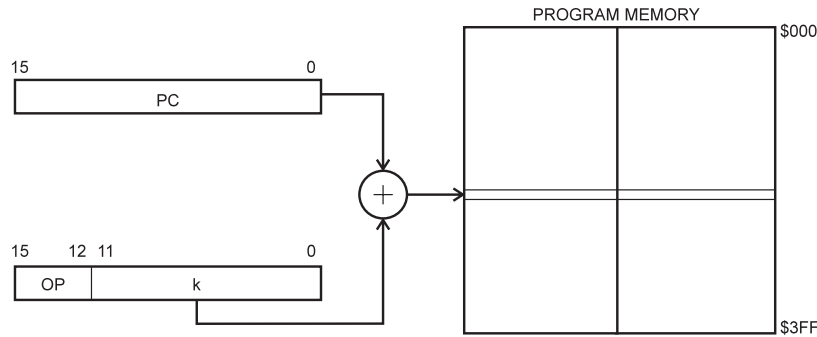 PROGRAM MEMORY
$000
15 0
PC
+
15 12 11 0
OP k
$3FF